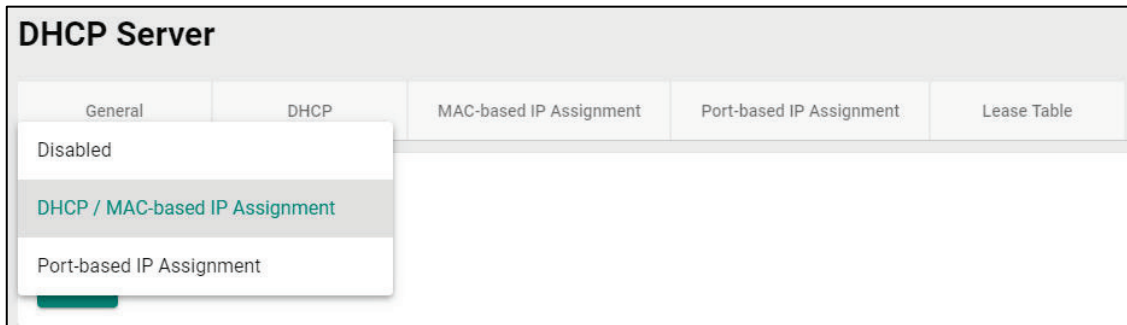 DHCP Server
General DHCP MAC-based IP Assignment Port-based IP Assignment Lease Table
Disabled
DHCP / MAC-based IP Assignment
Port-based IP Assignment